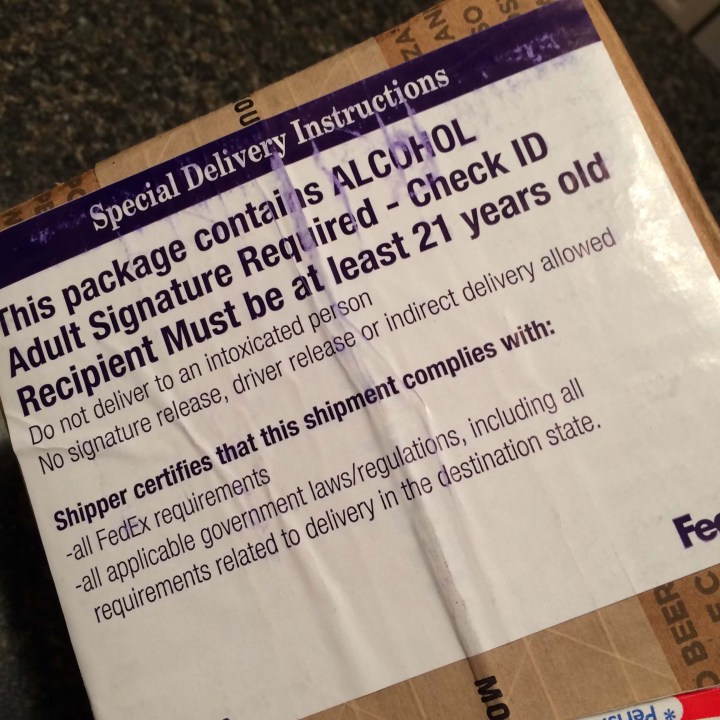 Special Delivery Instructions
This package contains ALCOHOL
Adult Signature Required - Check ID
Recipient Must be at least 21 years old
Do not deliver to an intoxicated person
No signature release, driver release or indirect delivery allowed
Shipper certifies that this shipment complies with:
-all FedEx requirements
-all applicable government laws/regulations, including all
requirements related to delivery in the destination state.
Fe
BEER